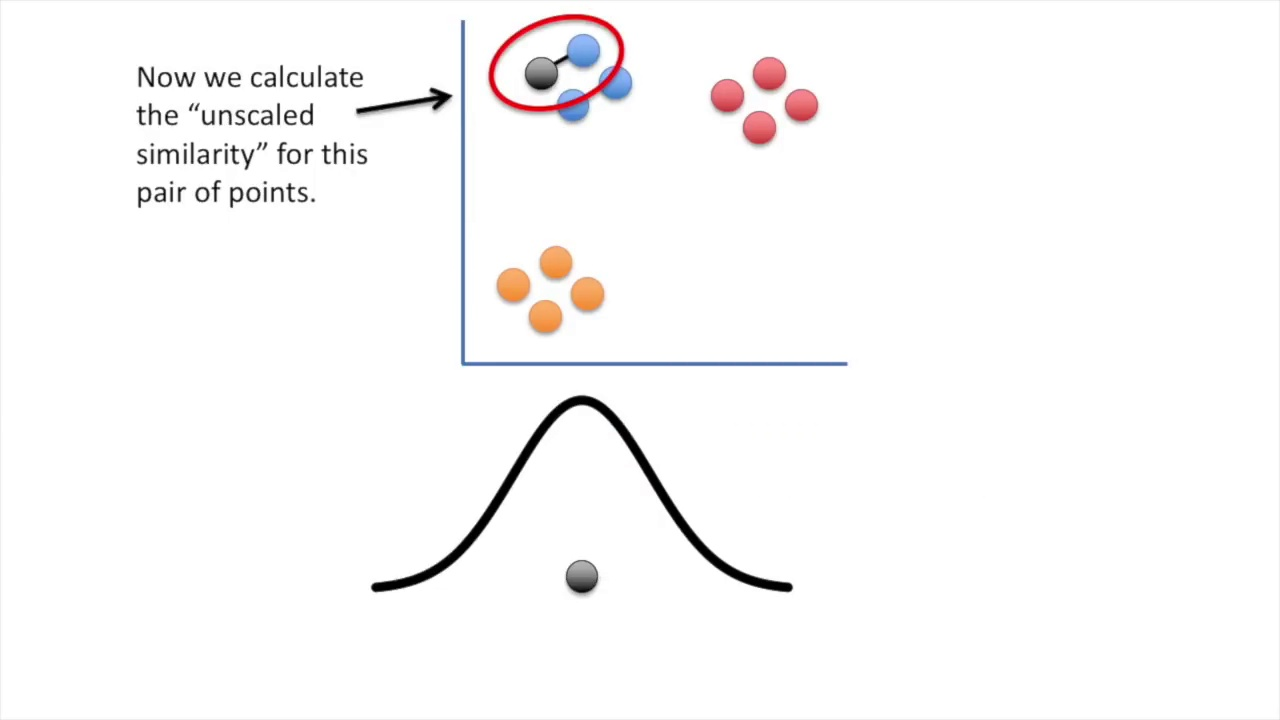 Now we calculate
the “unscaled
similarity” for this
pair of points.